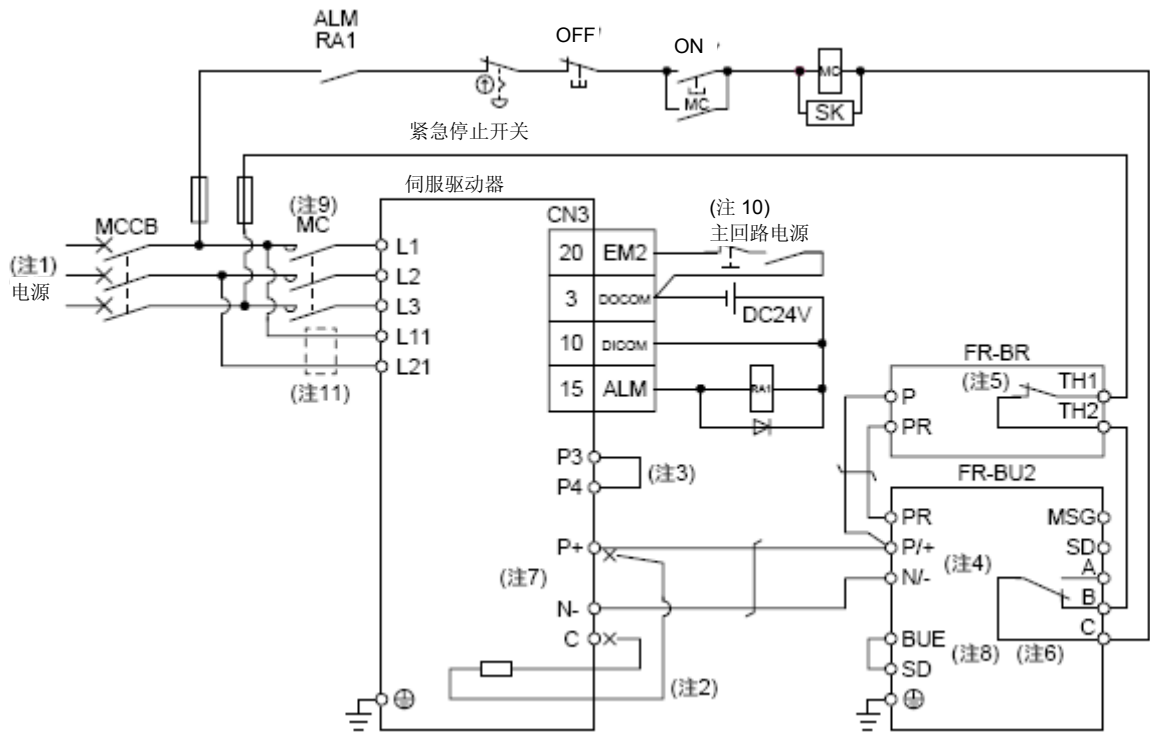 ALM
RA1
OFF
ON
MC
MC
SK
紧急停止开关
伺服驱动器
(注9)
MC
MCCB
(注1)
电源
L1
L2
L3
L11
L21
(注11)
CN3
20 EM2
3 DOCOM
10 DICOM
15 ALM
(注 10)
主回路电源
DC24V
RA1
P3
P4
(注3)
P+
(注7)
N-
C
(注2)
FR-BR
(注5)
TH1
P
TH2
PR
FR-BU2
PR
MSG
P/+
SD
(注4)
A
N/-
B
C
BUE
(注8)
(注6)
SD